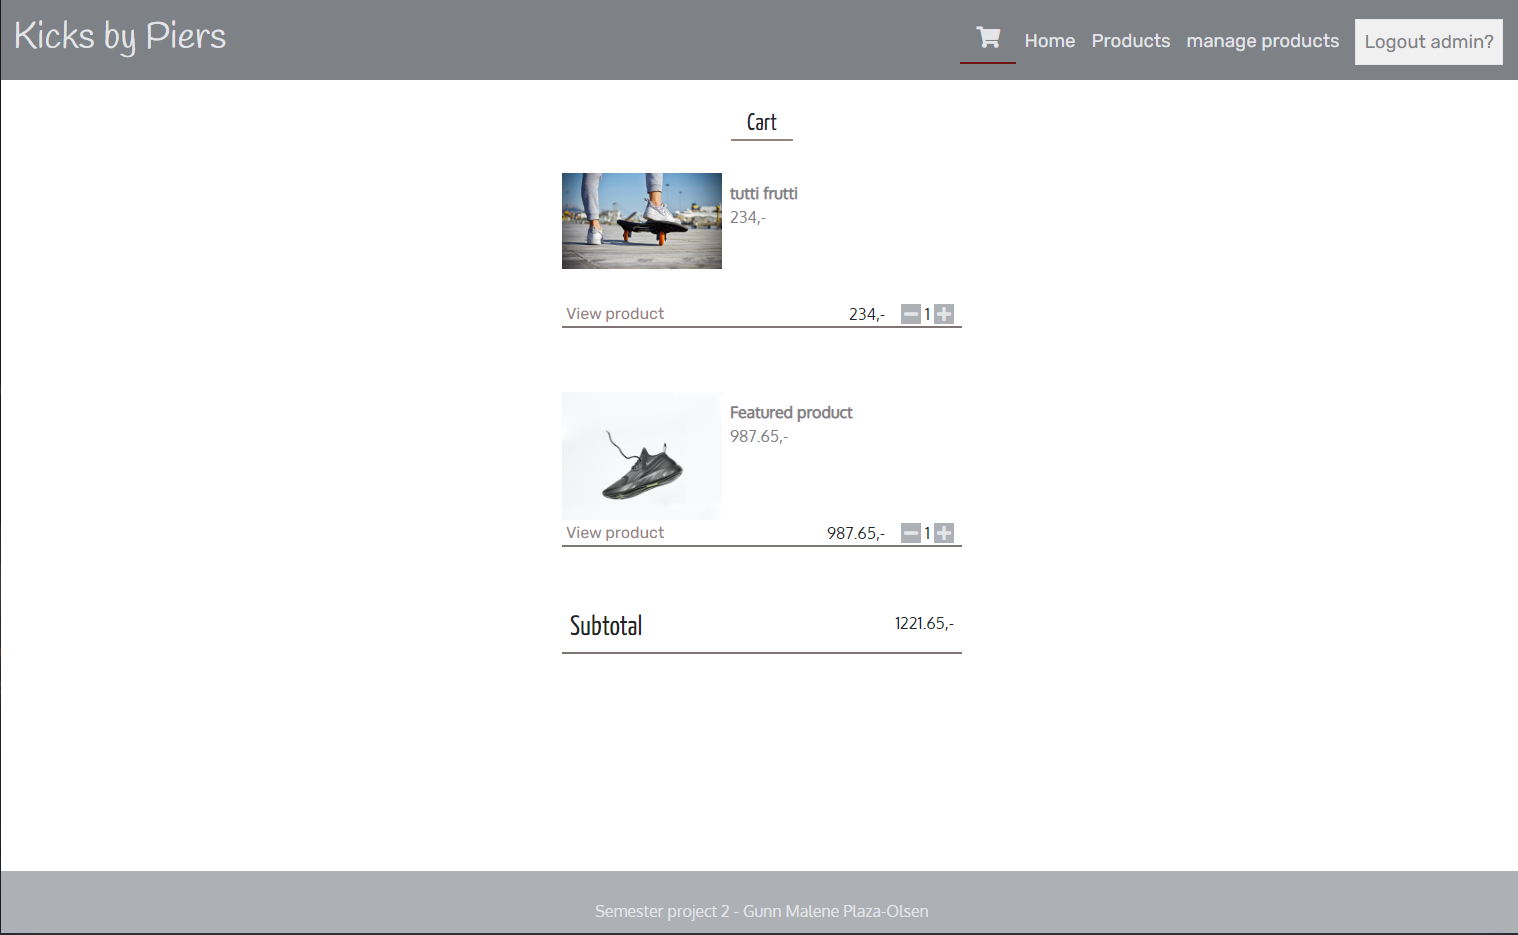 Kicks by Piers
Home Products manage products Logout admin?
Cart
tutti frutti
234,-
View product 234,- 1
Featured product
987.65,-
View product 987.65,- 1
Subtotal 1221.65,-
Semester project 2 - Gunn Malene Plaza-Olsen